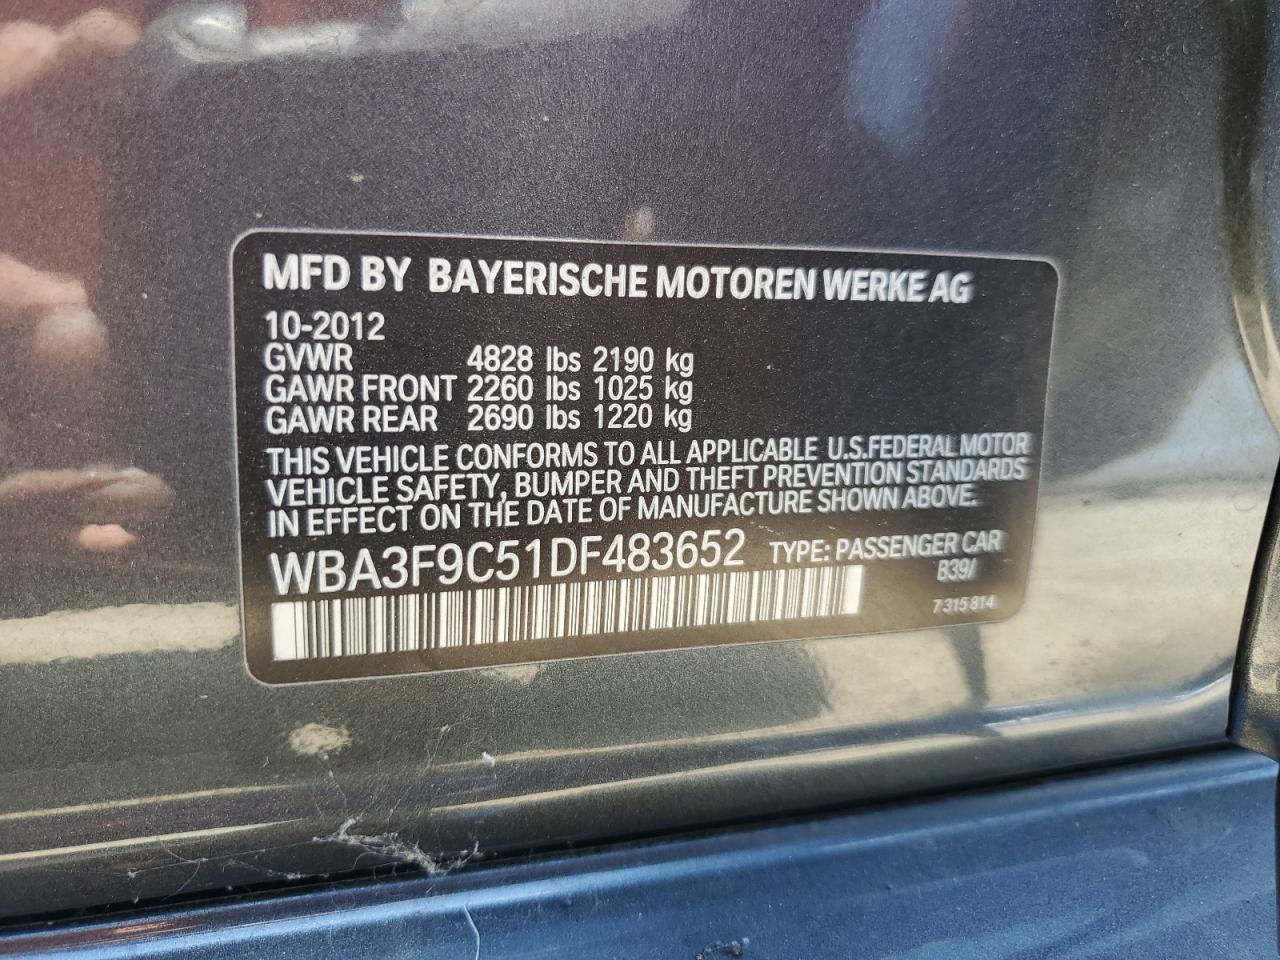 MFD BY BAYERISCHE MOTOREN WERKE AG
10-2012
GVWR 4828 lbs 2190 kg
GAWR FRONT 2260 lbs 1025 kg
GAWR REAR 2690 lbs 1220 kg
THIS VEHICLE CONFORMS TO ALL APPLICABLE U.S.FEDERAL MOTOR
VEHICLE SAFETY, BUMPER AND THEFT PREVENTION STANDARDS
IN EFFECT ON THE DATE OF MANUFACTURE SHOWN ABOVE.
WBA3F9C51DF483652 TYPE: PASSENGER CAR
B39/
7 315 814